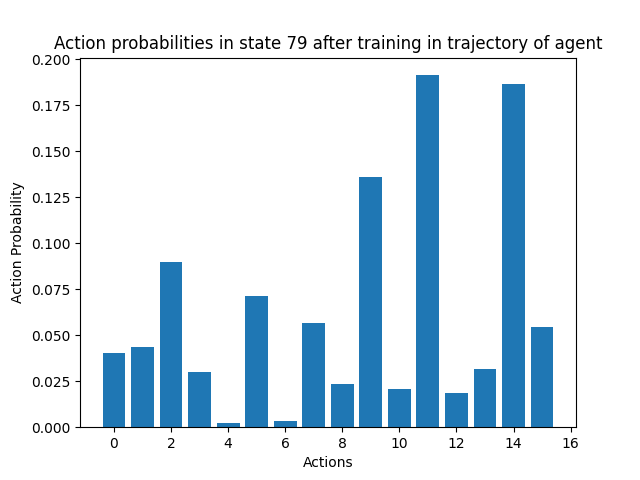 Action probabilities in state 79 after training in trajectory of agent
0.200
0.175
0.150
0.125
0.100
0.075
0.050
0.025
0.000
Action Probability
0 2 4 6 8 10 12 14 16
Actions